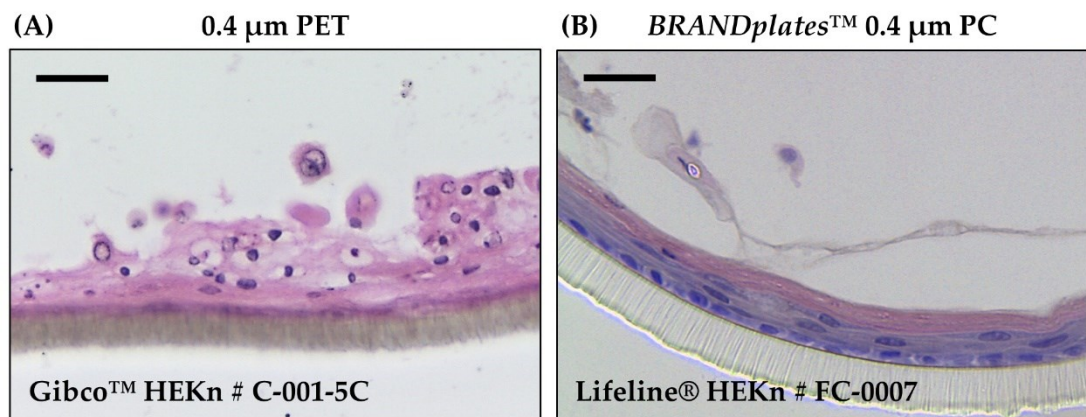 (A) 0.4 μm PET
(B) BRANDplates™ 0.4 μm PC
Gibco™ HEKn # C-001-5C
Lifeline® HEKn # FC-0007